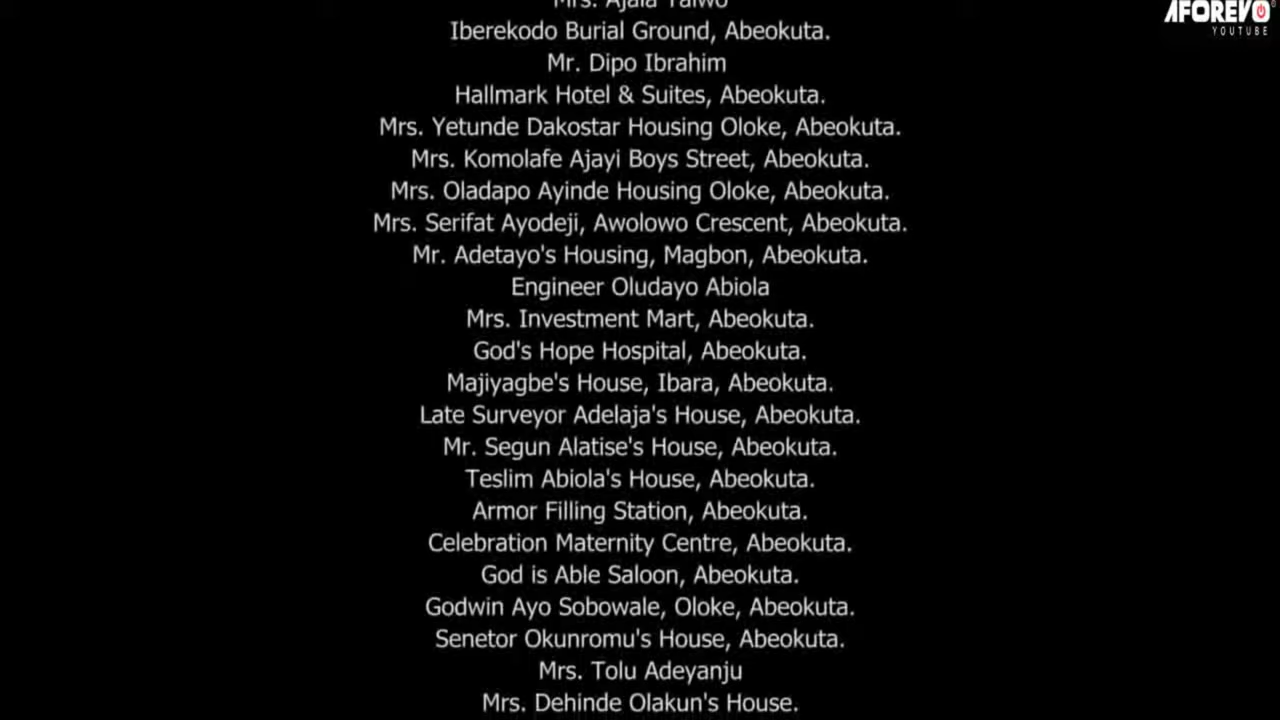 Mrs. Ajala Taiwo
AFOREVO
YOUTUBE
Iberekodo Burial Ground, Abeokuta.
Mr. Dipo Ibrahim
Hallmark Hotel & Suites, Abeokuta.
Mrs. Yetunde Dakostar Housing Oloke, Abeokuta.
Mrs. Komolafe Ajayi Boys Street, Abeokuta.
Mrs. Oladapo Ayinde Housing Oloke, Abeokuta.
Mrs. Serifat Ayodeji, Awolowo Crescent, Abeokuta.
Mr. Adetayo's Housing, Magbon, Abeokuta.
Engineer Oludayo Abiola
Mrs. Investment Mart, Abeokuta.
God's Hope Hospital, Abeokuta.
Majiyagbe's House, Ibara, Abeokuta.
Late Surveyor Adelaja's House, Abeokuta.
Mr. Segun Alatise's House, Abeokuta.
Teslim Abiola's House, Abeokuta.
Armor Filling Station, Abeokuta.
Celebration Maternity Centre, Abeokuta.
God is Able Saloon, Abeokuta.
Godwin Ayo Sobowale, Oloke, Abeokuta.
Senetor Okunromu's House, Abeokuta.
Mrs. Tolu Adeyanju
Mrs. Dehinde Olakun's House.